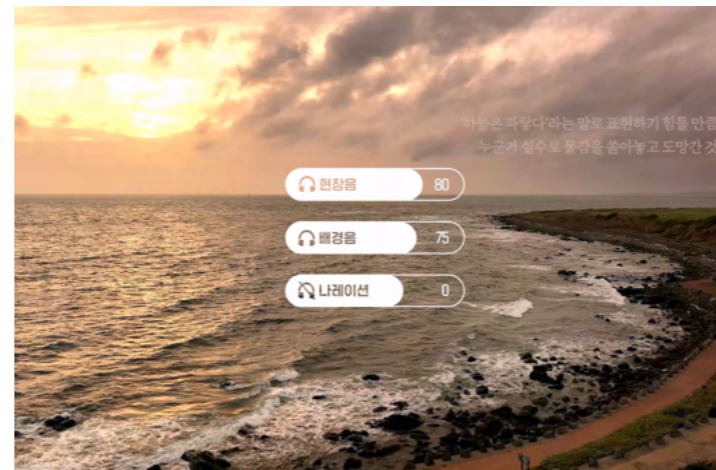 '하늘은 파랗다'라는 말로 표현하기 힘들 만큼
누군가 실수로 물감을 쏟아놓고 도망간 것
현장음 80
배경음 75
나레이션 0